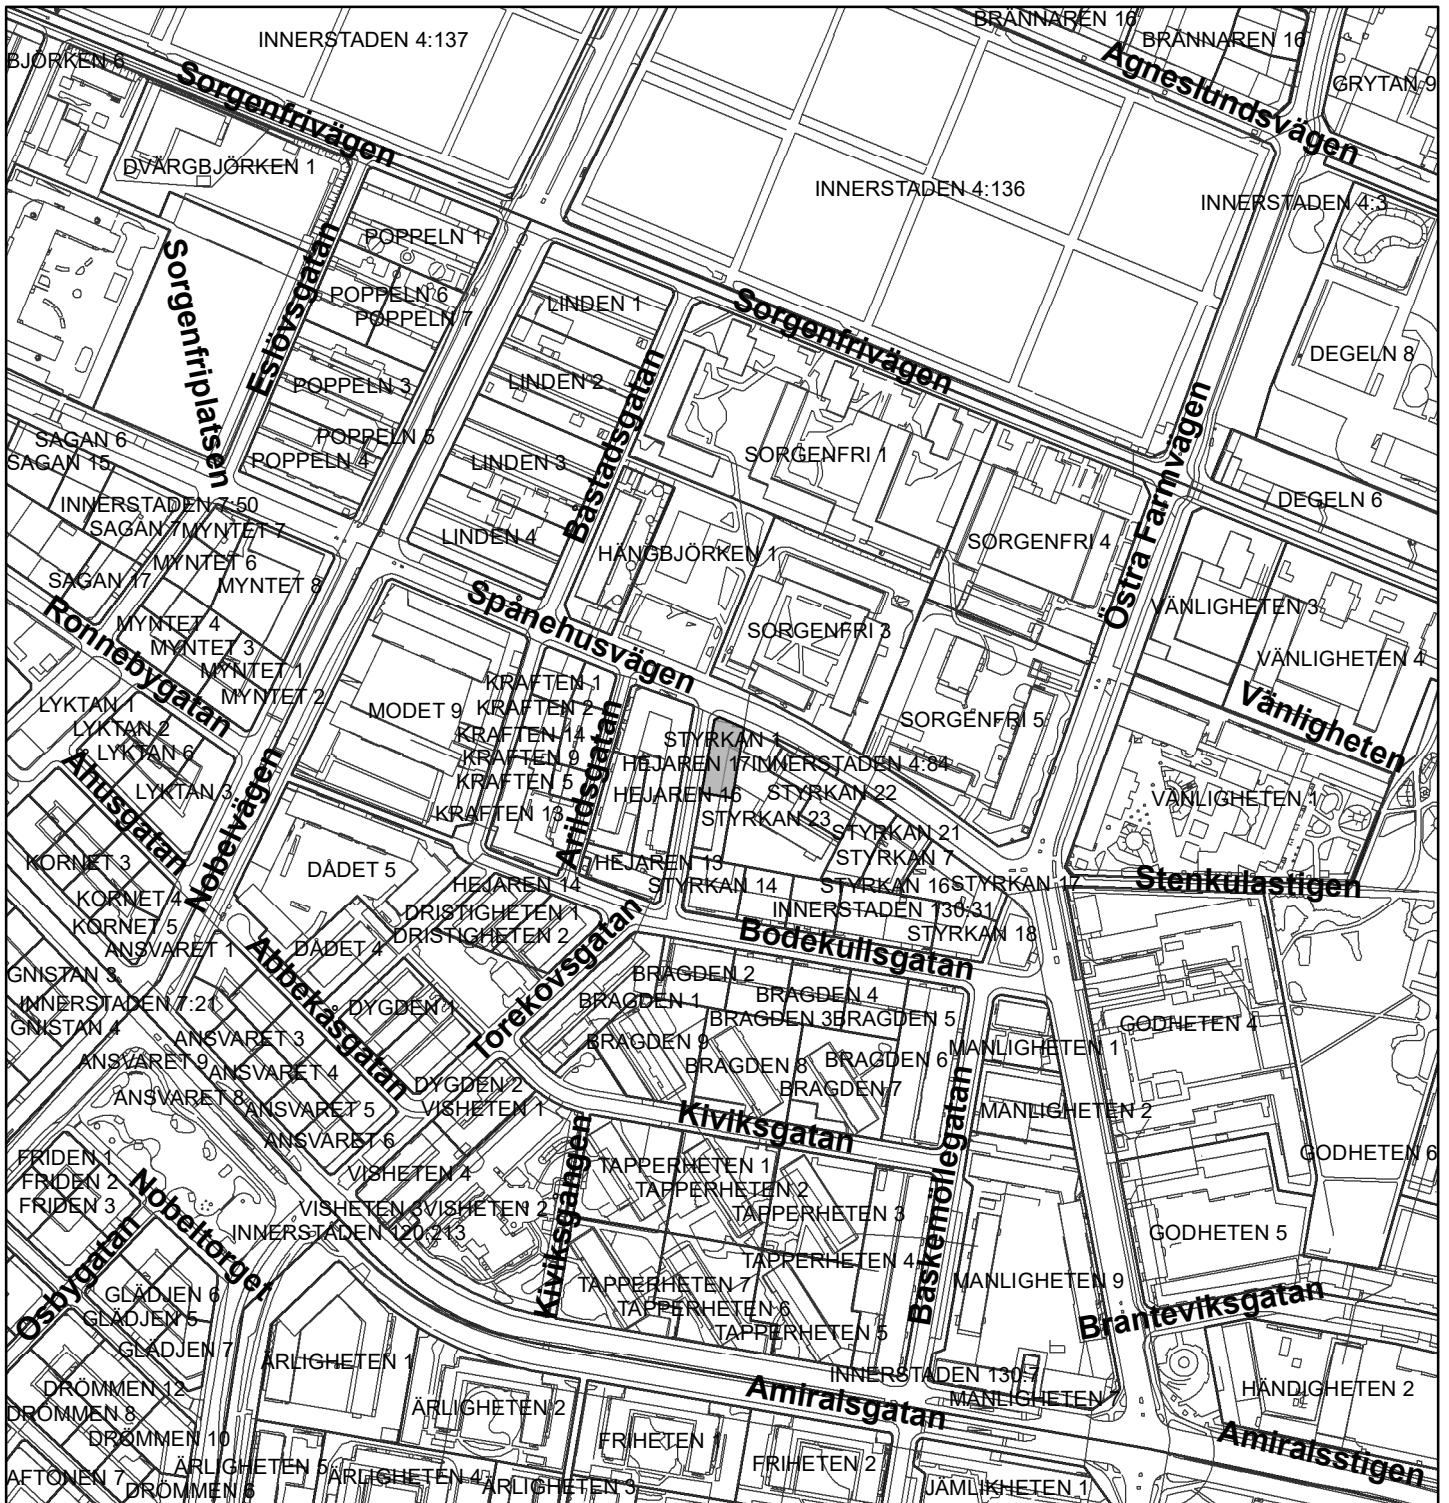 BRÄNNAREN 16
INNERSTADEN 4:137
BRÄNNAREN 16
BJÖRKEN 6
Agneslundsvägen
Sorgenfrivägen
GRYTAN 9
DVÄRGBJÖRKEN 1
INNERSTADEN 4:136
INNERSTADEN 4:3
POPPELN 1
Sorgenfriplatsen
Eslövsgatan
POPPELN 6
LINDEN 1
POPPELN 7
Sorgenfrivägen
DEGELN 8
POPPELN 3
LINDEN 2
Båstadsgatan
SAGAN 6
POPPELN 5
SAGAN 15
POPPELN 4
LINDEN 3
SORGENFRI 1
Östra Farmvägen
DEGELN 6
INNERSTADEN 7:50
SAGAN 7
MYNTET 7
LINDEN 4
HÄNGBJÖRKEN 1
SORGENFRI 4
MYNTET 6
SAGAN 17
MYNTET 8
Spånehusvägen
VÄNLIGHETEN 3
Ronnebygatan
MYNTET 4
SORGENFRI 3
MYNTET 3
VÄNLIGHETEN 4
MYNTET 1
KRAFTEN 1
MYNTET 2
LYKTAN 1
MODET 9
KRAFTEN 2
SORGENFRI 5
Vänligheten
LYKTAN 2
KRAFTEN 14
STYRKAN 1
LYKTAN 6
KRAFTEN 9
HEJAREN 17
INNERSTADEN 4:84
Åhusgatan
LYKTAN 3
KRAFTEN 5
HEJAREN 16
STYRKAN 22
VÄNLIGHETEN 1
Nobelvägen
KRAFTEN 13
Arildsgatan
STYRKAN 23
STYRKAN 21
KORNET 3
DÅDET 5
HEJAREN 13
STYRKAN 7
HEJAREN 14
STYRKAN 14
STYRKAN 16
STYRKAN 17
Stenkulastigen
KORNET 4
DRISTIGHETEN 1
INNERSTADEN 130:31
KORNET 5
DRISTIGHETEN 2
STYRKAN 18
ANSVARET 1
DÅDET 4
Bödekullsgatan
GNISTAN 3
Abbekåsgatan
Torekovsgatan
BRAGDEN 2
INNERSTADEN 7:21
DYGDEN 1
BRAGDEN 1
BRAGDEN 4
GNISTAN 4
BRAGDEN 3
BRAGDEN 5
GODHETEN 4
ANSVARET 3
BRAGDEN 9
MANLIGHETEN 1
ANSVARET 9
ANSVARET 4
BRAGDEN 8
BRAGDEN 6
ANSVARET 8
DYGDEN 2
BRAGDEN 7
ANSVARET 5
VISHETEN 1
Kiviksgatan
MANLIGHETEN 2
ANSVARET 6
FRIDEN 1
VISHETEN 4
TAPPERHETEN 1
GODHETEN 6
FRIDEN 2
Nobeltorget
Kiviksgången
TAPPERHETEN 2
Baskemöllegatan
FRIDEN 3
VISHETEN 3
VISHETEN 2
TAPPERHETEN 3
INNERSTADEN 120:213
GODHETEN 5
Osbygatan
TAPPERHETEN 4
GLÄDJEN 6
TAPPERHETEN 7
MANLIGHETEN 9
GLÄDJEN 5
TAPPERHETEN 6
Branteviksgatan
GLÄDJEN 7
TAPPERHETEN 5
ÄRLIGHETEN 1
INNERSTADEN 130:7
DRÖMMEN 12
Amiralsgatan
MANLIGHETEN 7
HÄNDIGHETEN 2
DRÖMMEN 8
ÄRLIGHETEN 2
DRÖMMEN 10
FRIHETEN 1
Amiralsstigen
AFTONEN 7
ÄRLIGHETEN 5
ÄRLIGHETEN 4
FRIHETEN 2
DRÖMMEN 6
ÄRLIGHETEN 3
JÄMLIKHETEN 1